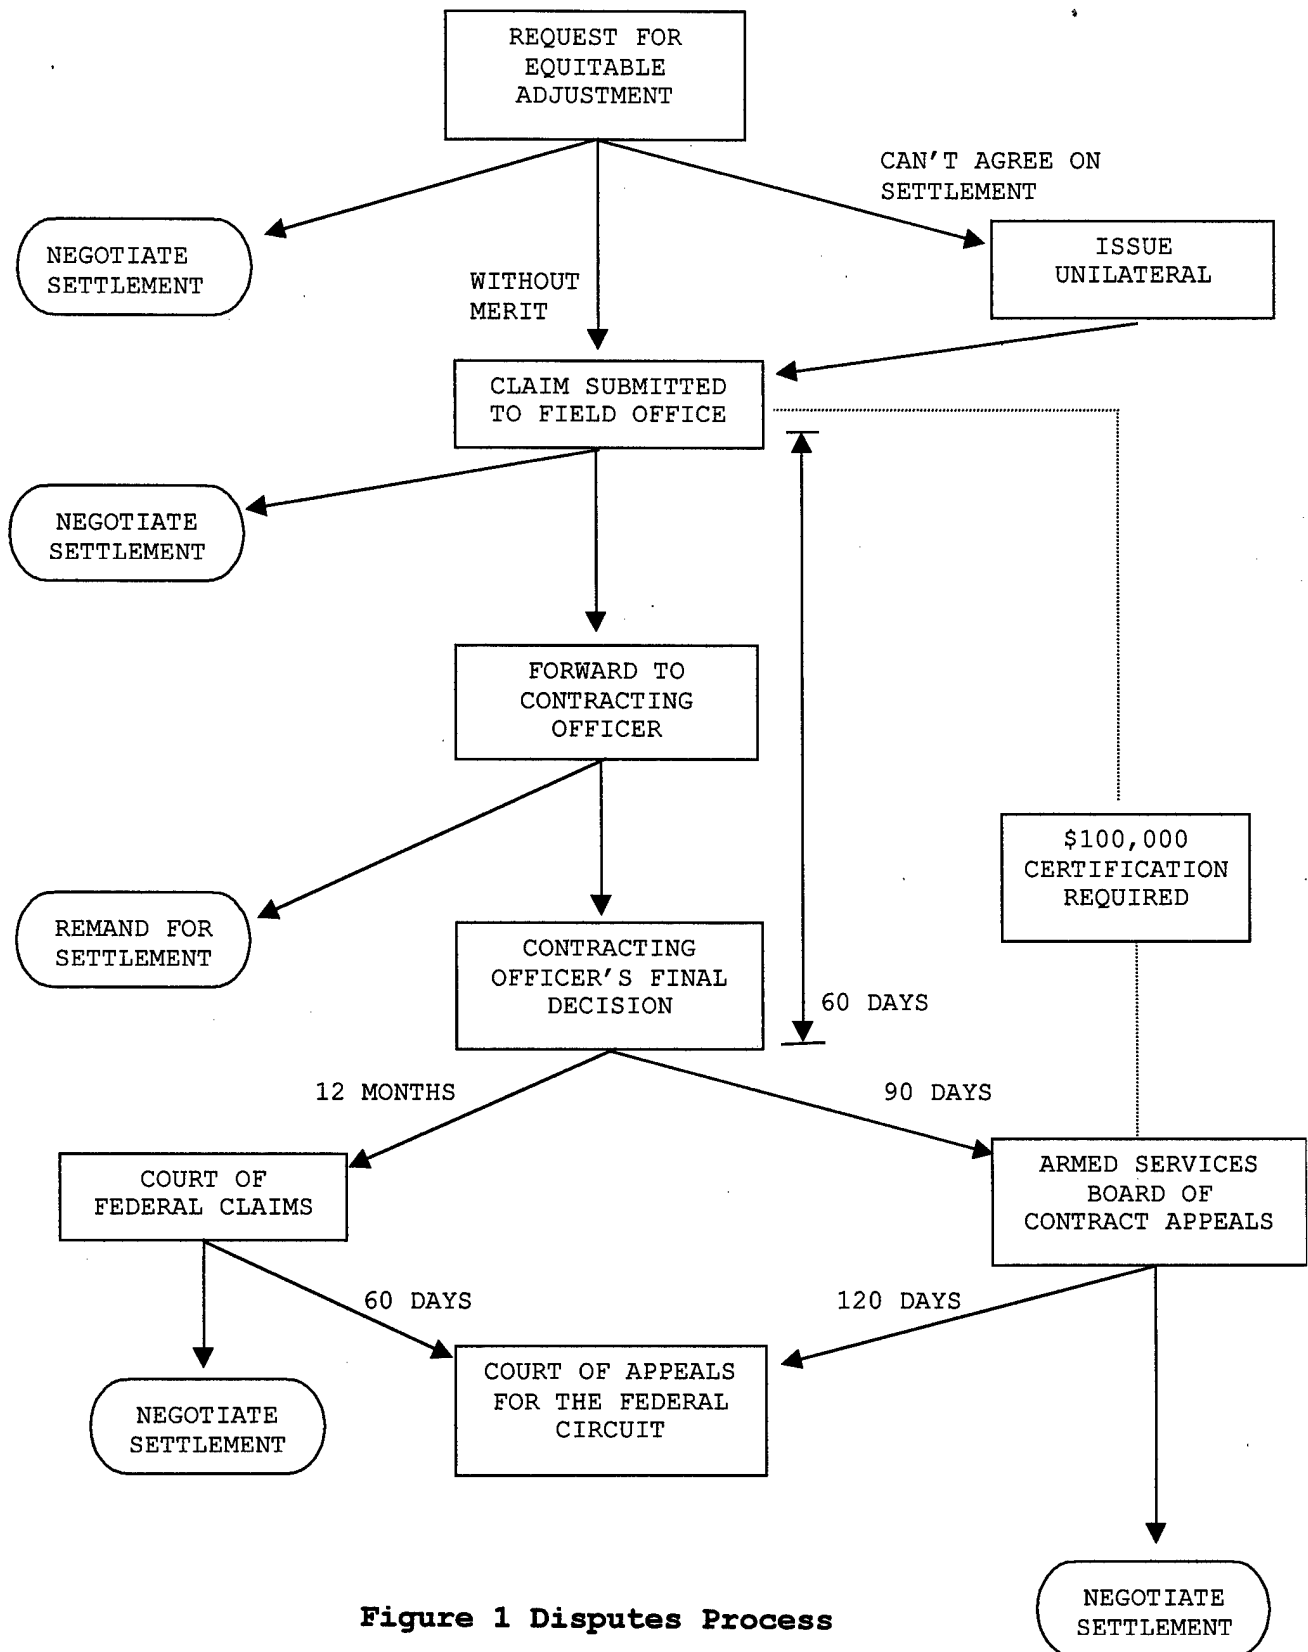 REQUEST FOR
EQUITABLE
ADJUSTMENT
CAN'T AGREE ON
SETTLEMENT
NEGOTIATE
SETTLEMENT
WITHOUT
MERIT
ISSUE
UNILATERAL
CLAIM SUBMITTED
TO FIELD OFFICE
NEGOTIATE
SETTLEMENT
FORWARD TO
CONTRACTING
OFFICER
$100,000
CERTIFICATION
REQUIRED
REMAND FOR
SETTLEMENT
CONTRACTING
OFFICER'S FINAL
DECISION
60 DAYS
12 MONTHS
90 DAYS
COURT OF
FEDERAL CLAIMS
ARMED SERVICES
BOARD OF
CONTRACT APPEALS
60 DAYS
120 DAYS
COURT OF APPEALS
FOR THE FEDERAL
CIRCUIT
NEGOTIATE
SETTLEMENT
NEGOTIATE
SETTLEMENT
Figure 1 Disputes Process